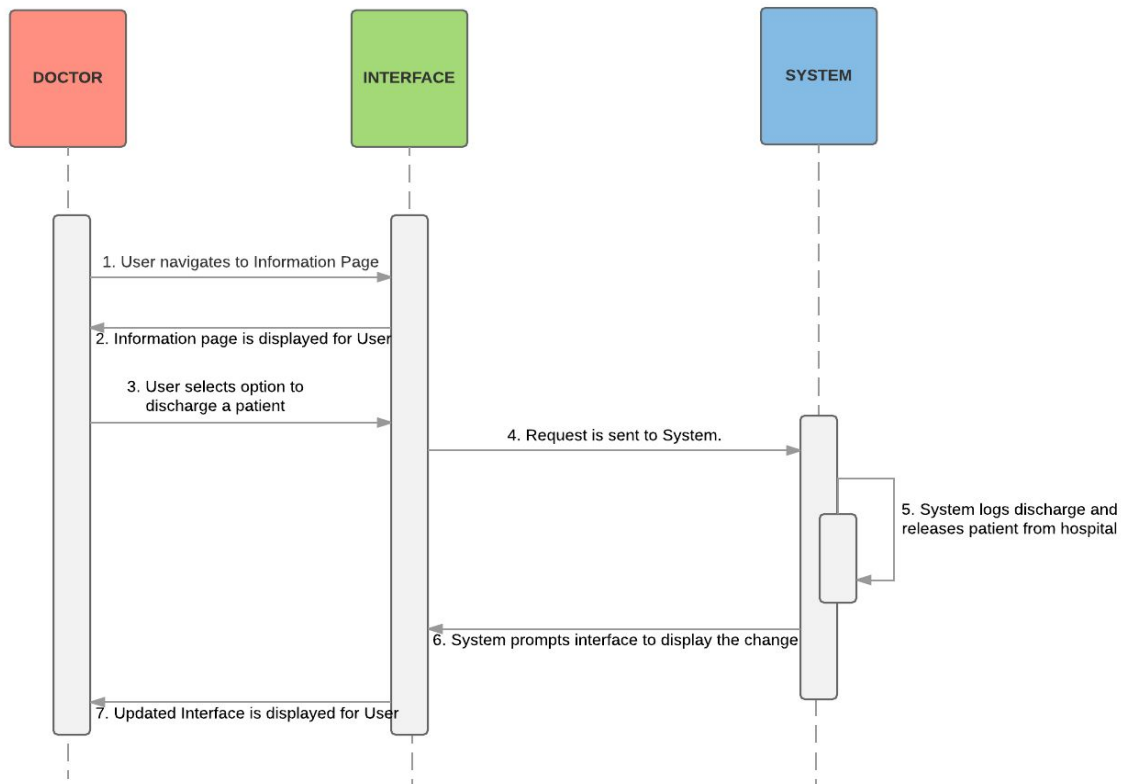 DOCTOR
INTERFACE
SYSTEM
1. User navigates to Information Page
2. Information page is displayed for User
3. User selects option to
discharge a patient
4. Request is sent to System.
5. System logs discharge and
releases patient from hospital
6. System prompts interface to display the change
7. Updated Interface is displayed for User